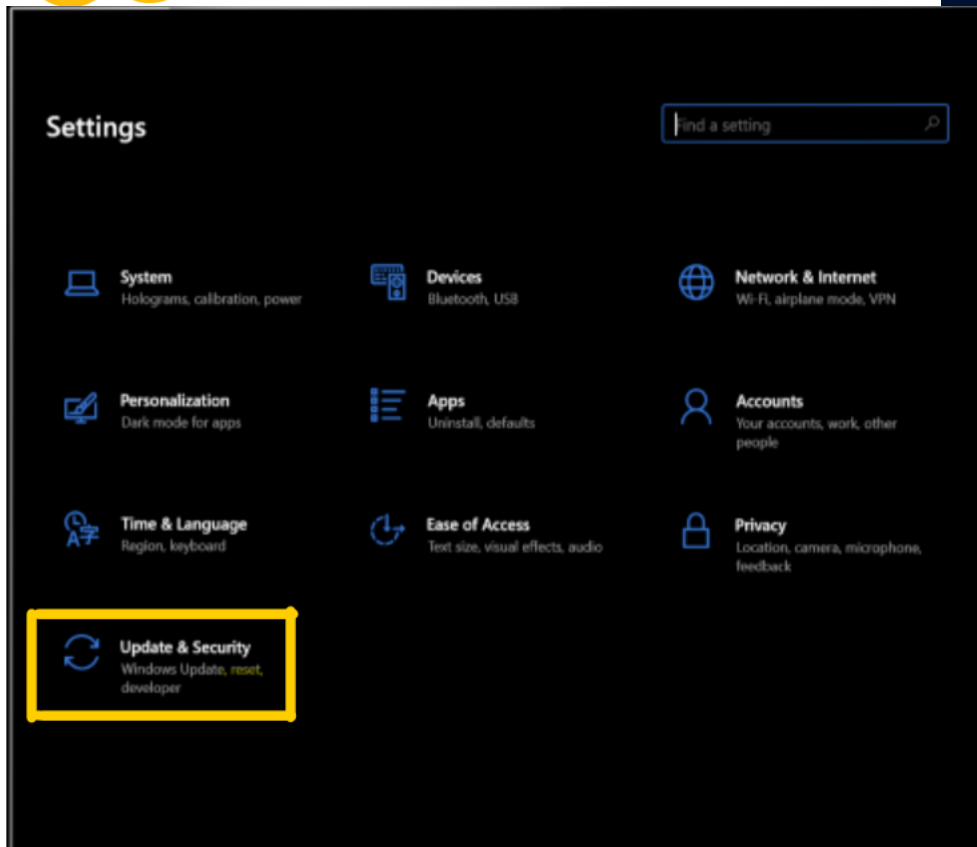 Settings
Find a setting
System
Holograms, calibration, power
Devices
Bluetooth, USB
Network & Internet
Wi-Fi, airplane mode, VPN
Personalization
Dark mode for apps
Apps
Uninstall, defaults
Accounts
Your accounts, work, other
people
Time & Language
Region, keyboard
Ease of Access
Text size, visual effects, audio
Privacy
Location, camera, microphone,
feedback
Update & Security
Windows Update, reset,
developer